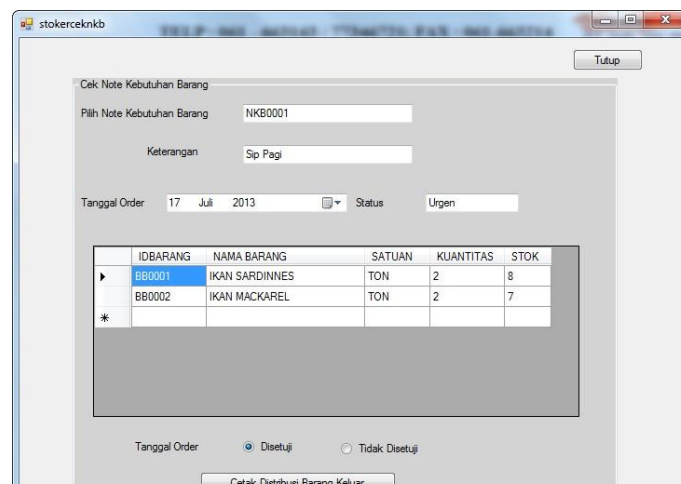 stokerceknkb
Tutup
Cek Note Kebutuhan Barang
Pilih Note Kebutuhan Barang NKB0001
Keterangan Sip Pagi
Tanggal Order 17 Juli 2013 Status Urgen
IDBARANG NAMA BARANG SATUAN KUANTITAS STOK
BB0001 IKAN SARDINNES TON 2 8
BB0002 IKAN MACKAREL TON 2 7
Tanggal Order Disetuji Tidak Disetuji
Cetak Distribusi Barang Keluar